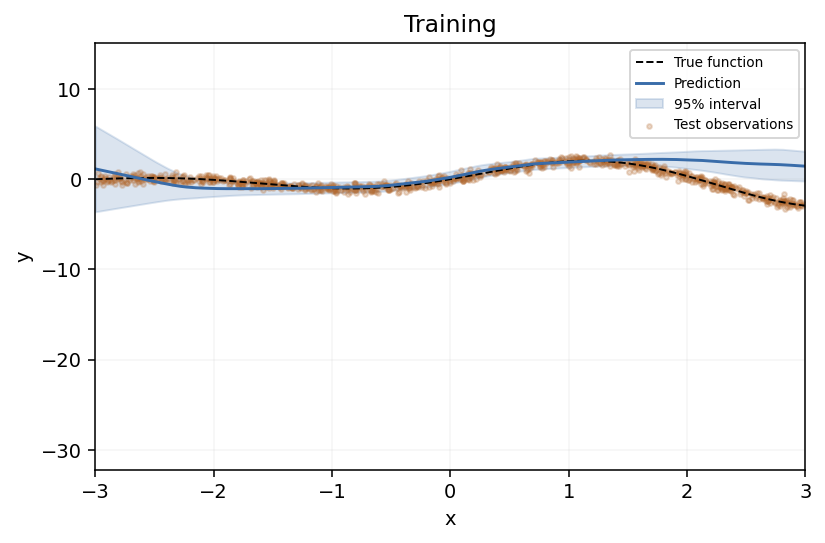 Training
True function
Prediction
95% interval
Test observations
10
0
−10
−20
−30
y
−3
−2
−1
0
1
2
3
x